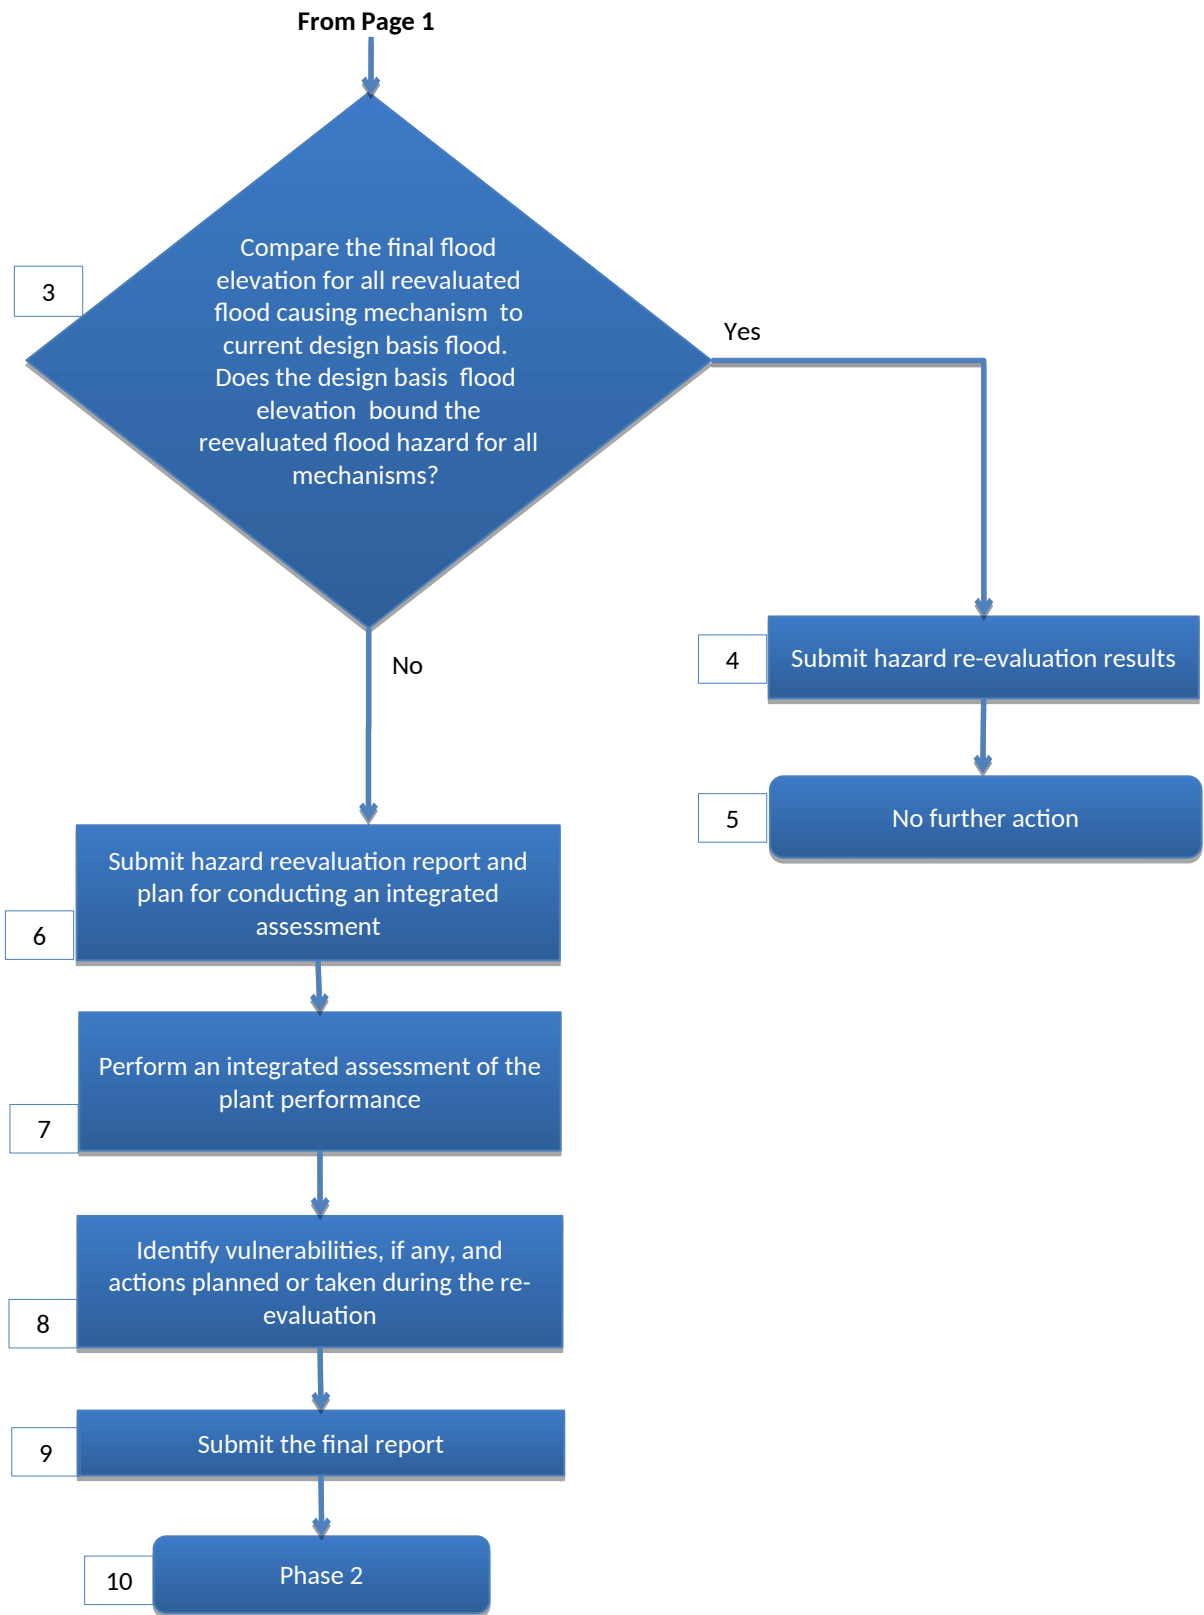 From Page 1
3
Compare the final flood
elevation for all reevaluated
flood causing mechanism to
current design basis flood.
Does the design basis flood
elevation bound the
reevaluated flood hazard for all
mechanisms?
Yes
No
4
Submit hazard re-evaluation results
5
No further action
Submit hazard reevaluation report and
plan for conducting an integrated
assessment
6
Perform an integrated assessment of the
plant performance
7
Identify vulnerabilities, if any, and
actions planned or taken during the re-
evaluation
8
9
Submit the final report
10
Phase 2